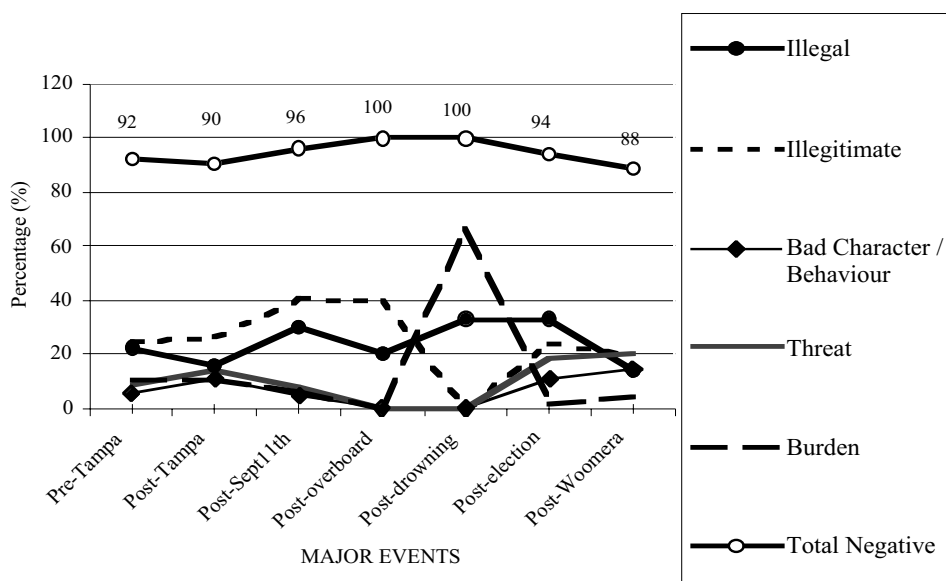 120
100
80
60
40
20
0
Percentage (%)
92
90
96
100
100
94
88
Pre-Tampa
Post-Tampa
Post-Sept11th
Post-overboard
Post-drowning
Post-election
Post-Woomera
MAJOR EVENTS
Illegal
Illegitimate
Bad Character /
Behaviour
Threat
Burden
Total Negative